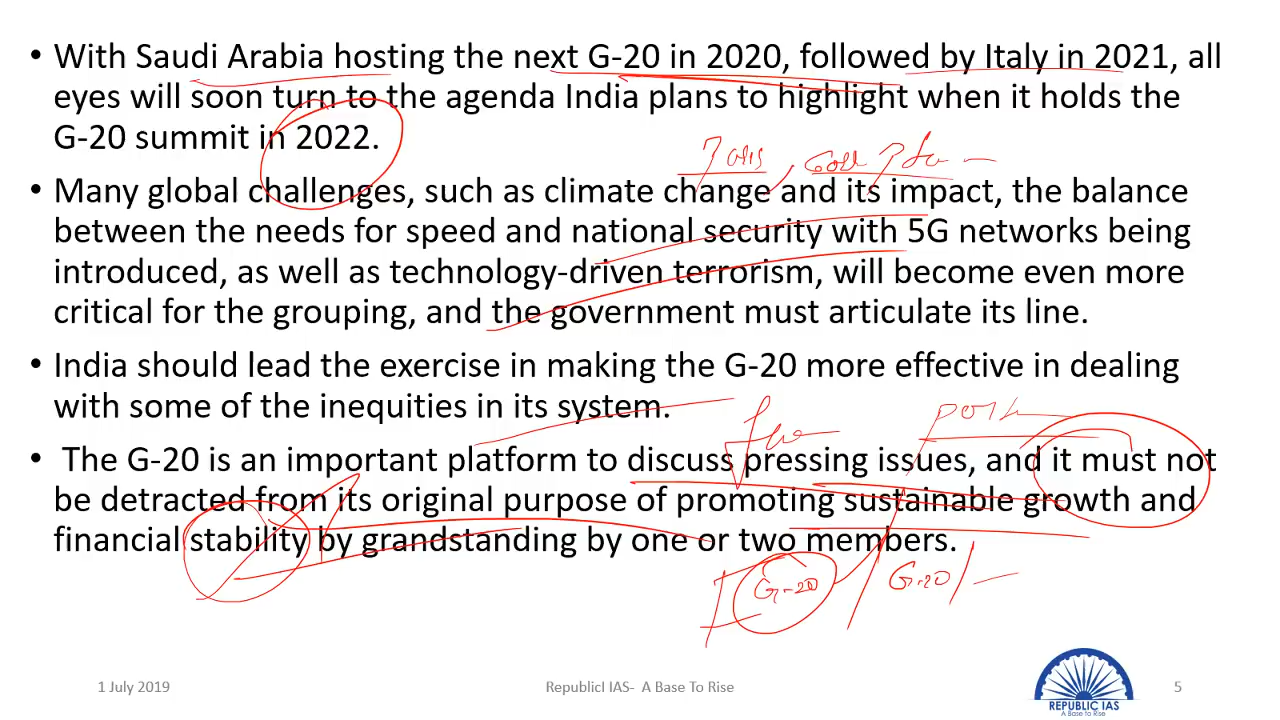 • With Saudi Arabia hosting the next G-20 in 2020, followed by Italy in 2021, all
eyes will soon turn to the agenda India plans to highlight when it holds the
G-20 summit in 2022.
• Many global challenges, such as climate change and its impact, the balance
between the needs for speed and national security with 5G networks being
introduced, as well as technology-driven terrorism, will become even more
critical for the grouping, and the government must articulate its line.
• India should lead the exercise in making the G-20 more effective in dealing
with some of the inequities in its system.
• The G-20 is an important platform to discuss pressing issues, and it must not
be detracted from its original purpose of promoting sustainable growth and
financial stability by grandstanding by one or two members.
G-20 G-20
1 July 2019 RepublicI IAS- A Base To Rise 5
REPUBLIC IAS
A Base to Rise